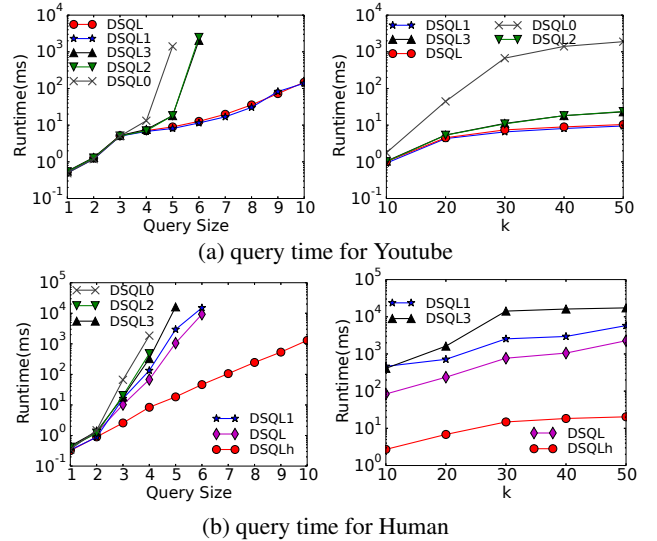 10^4
10^3
10^2
10^1
10^0
10^-1
Runtime(ms)
DSQL
DSQL1
DSQL3
DSQL2
DSQL0
1 2 3 4 5 6 7 8 9 10
Query Size
10^4
10^3
10^2
10^1
10^0
10^-1
Runtime(ms)
DSQL0 DSQL1
DSQL3 DSQL2
DSQL
10 20 30 40 50
k
(a) query time for Youtube
10^5
10^4
10^3
10^2
10^1
10^0
10^-1
Runtime(ms)
DSQL0
DSQL2
DSQL3
DSQL1
DSQL
DSQLh
1 2 3 4 5 6 7 8 9 10
Query Size
10^5
10^4
10^3
10^2
10^1
10^0
Runtime(ms)
DSQL1
DSQL3
DSQL
DSQLh
10 20 30 40 50
k
(b) query time for Human